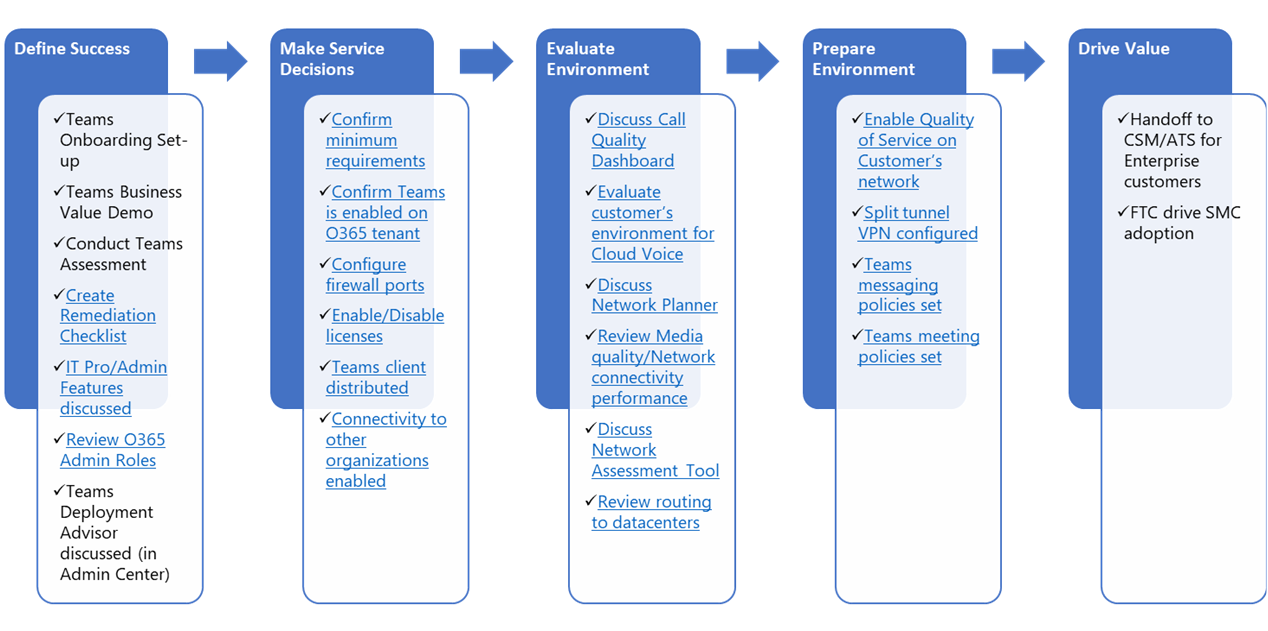 Define Success
✓Teams
Onboarding Set-
up
✓Teams Business
Value Demo
✓Conduct Teams
Assessment
✓Create
Remediation
Checklist
✓IT Pro/Admin
Features
discussed
✓Review O365
Admin Roles
✓Teams
Deployment
Advisor
discussed (in
Admin Center)
Make Service
Decisions
✓Confirm
minimum
requirements
✓Confirm Teams
is enabled on
O365 tenant
✓Configure
firewall ports
✓Enable/Disable
licenses
✓Teams client
distributed
✓Connectivity to
other
organizations
enabled
Evaluate
Environment
✓Discuss Call
Quality
Dashboard
✓Evaluate
customer’s
environment for
Cloud Voice
✓Discuss
Network Planner
✓Review Media
quality/Network
connectivity
performance
✓Discuss
Network
Assessment Tool
✓Review routing
to datacenters
Prepare
Environment
✓Enable Quality
of Service on
Customer’s
network
✓Split tunnel
VPN configured
✓Teams
messaging
policies set
✓Teams meeting
policies set
Drive Value
✓Handoff to
CSM/ATS for
Enterprise
customers
✓FTC drive SMC
adoption